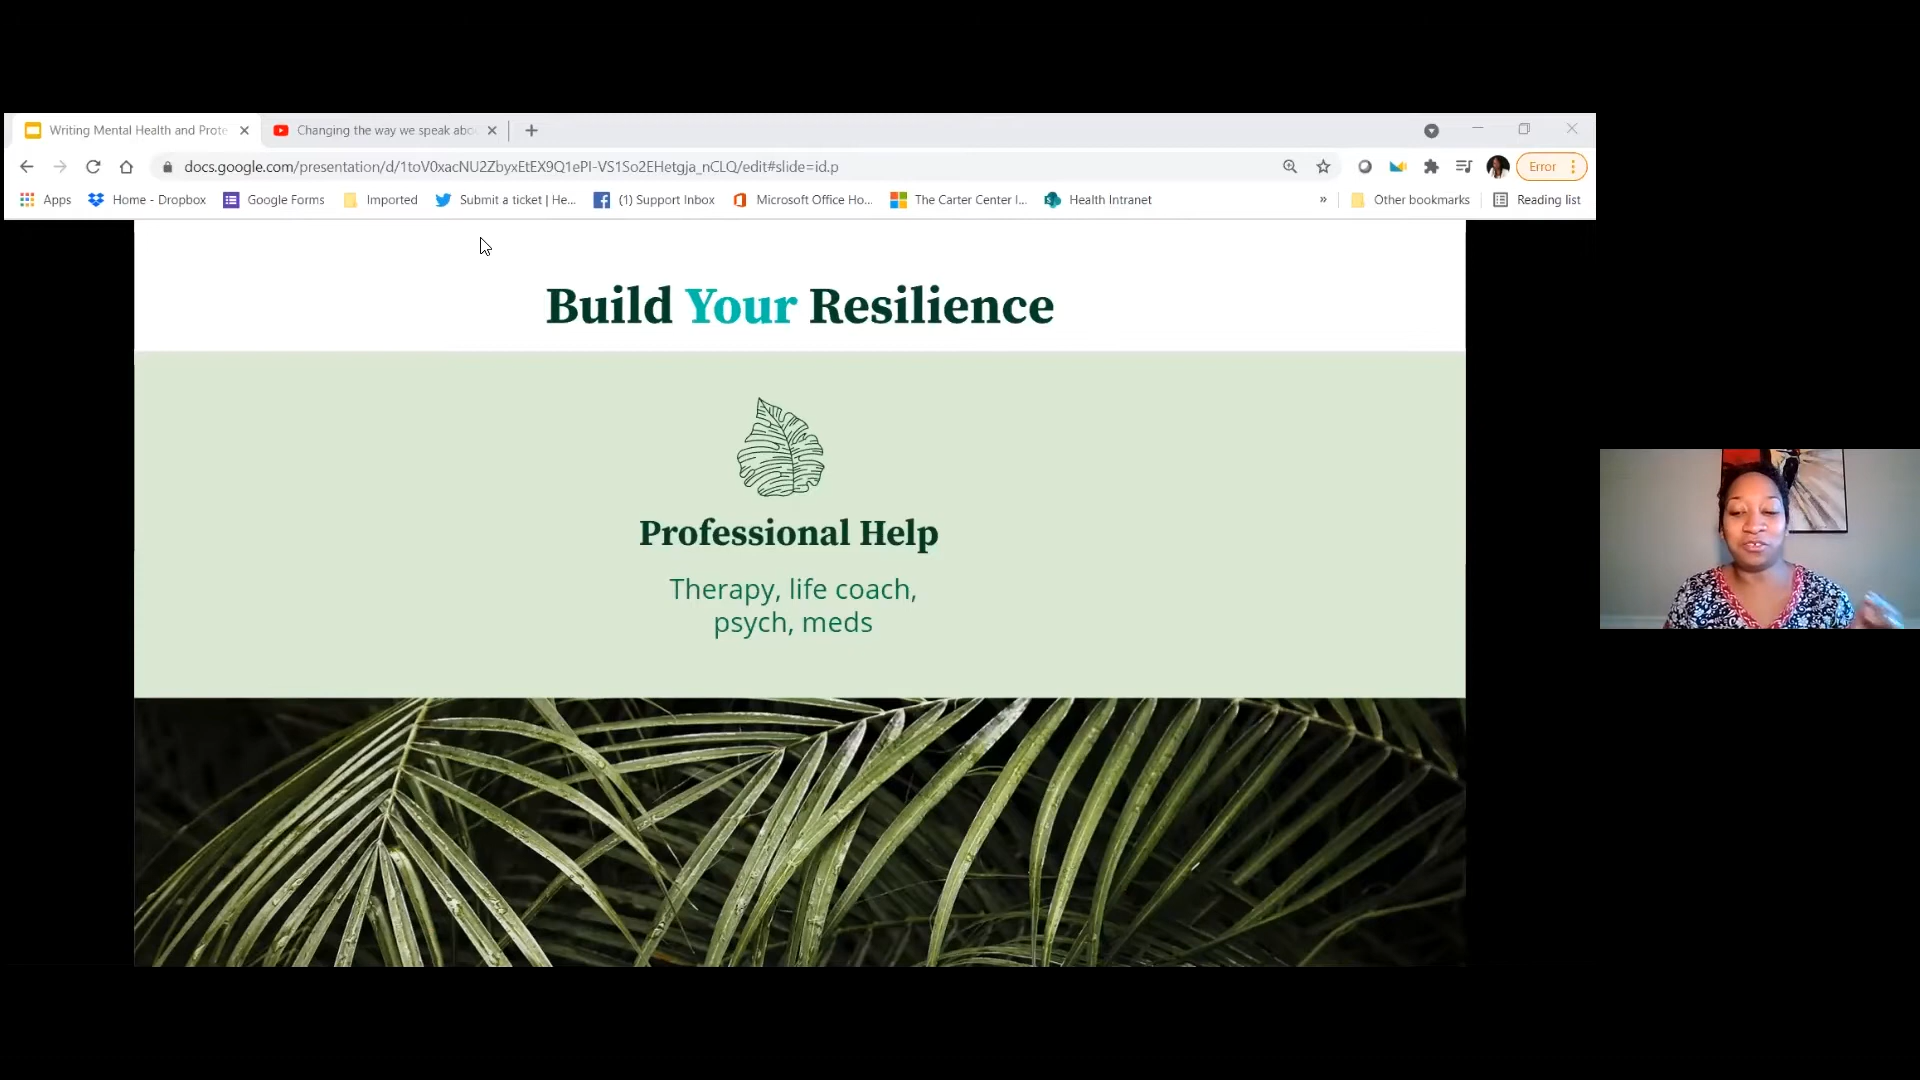 Writing Mental Health and Prote
Changing the way we speak abo
docs.google.com/presentation/d/1toV0xacNU2ZbyxEtEX9Q1ePI-VS1So2EHetgja_nCLQ/edit#slide=id.p
Error
Apps
Home - Dropbox
Google Forms
Imported
Submit a ticket | He...
(1) Support Inbox
Microsoft Office Ho...
The Carter Center I...
Health Intranet
»
Other bookmarks
Reading list
Build Your Resilience
Professional Help
Therapy, life coach,
psych, meds